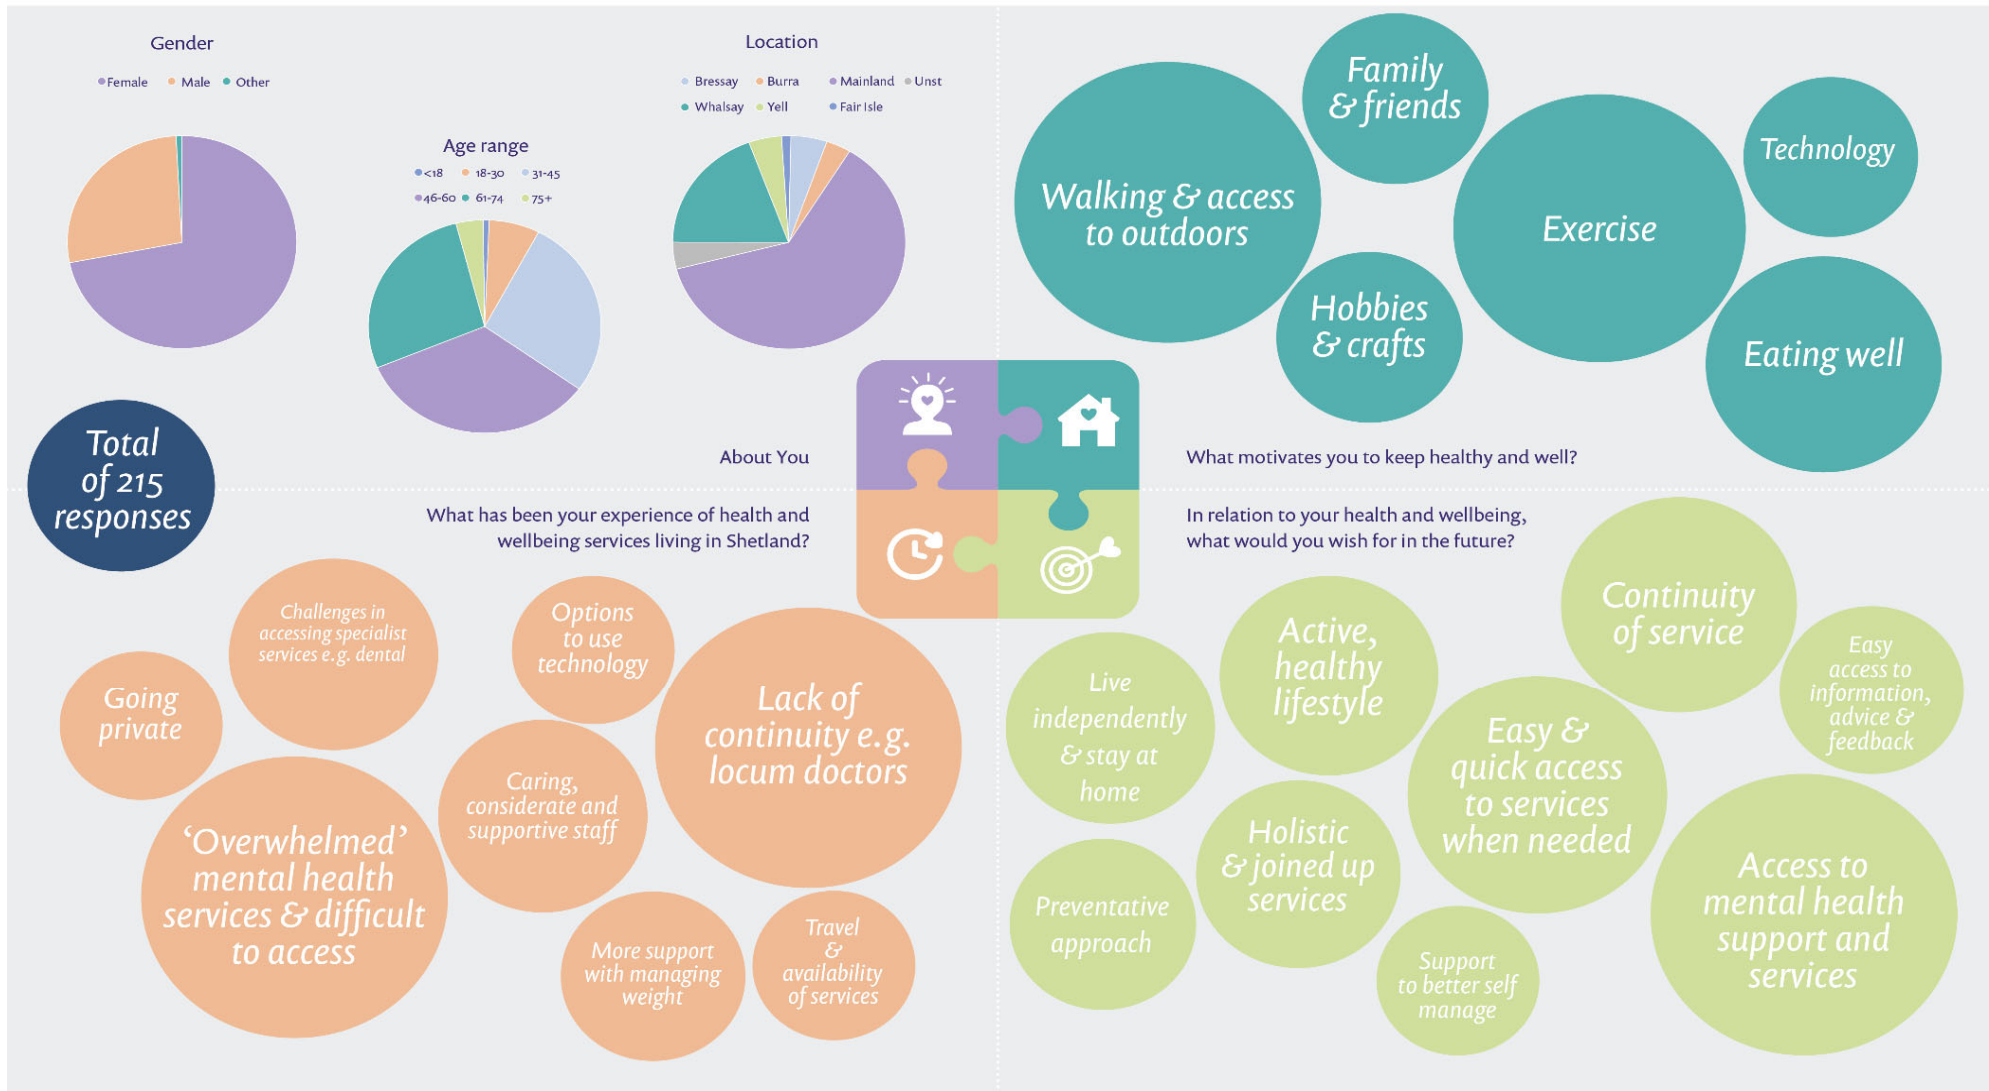 Gender
Female Male Other
Age range
<18 18-30 31-45
46-60 61-74 75+
Location
Bressay Burra Mainland Unst
Whalsay Yell Fair Isle
Total
of 215
responses
About You
Walking & access
to outdoors
Family
& friends
Hobbies
& crafts
Exercise
Technology
Eating well
What motivates you to keep healthy and well?
What has been your experience of health and
wellbeing services living in Shetland?
Going
private
Challenges in
accessing specialist
services e.g. dental
Options
to use
technology
Lack of
continuity e.g.
locum doctors
Caring,
considerate and
supportive staff
‘Overwhelmed’
mental health
services & difficult
to access
More support
with managing
weight
Travel
&
availability
of services
In relation to your health and wellbeing,
what would you wish for in the future?
Live
independently
& stay at
home
Active,
healthy
lifestyle
Continuity
of service
Easy
access to
information,
advice &
feedback
Easy &
quick access
to services
when needed
Holistic
& joined up
services
Preventative
approach
Support
to better self
manage
Access to
mental health
support and
services